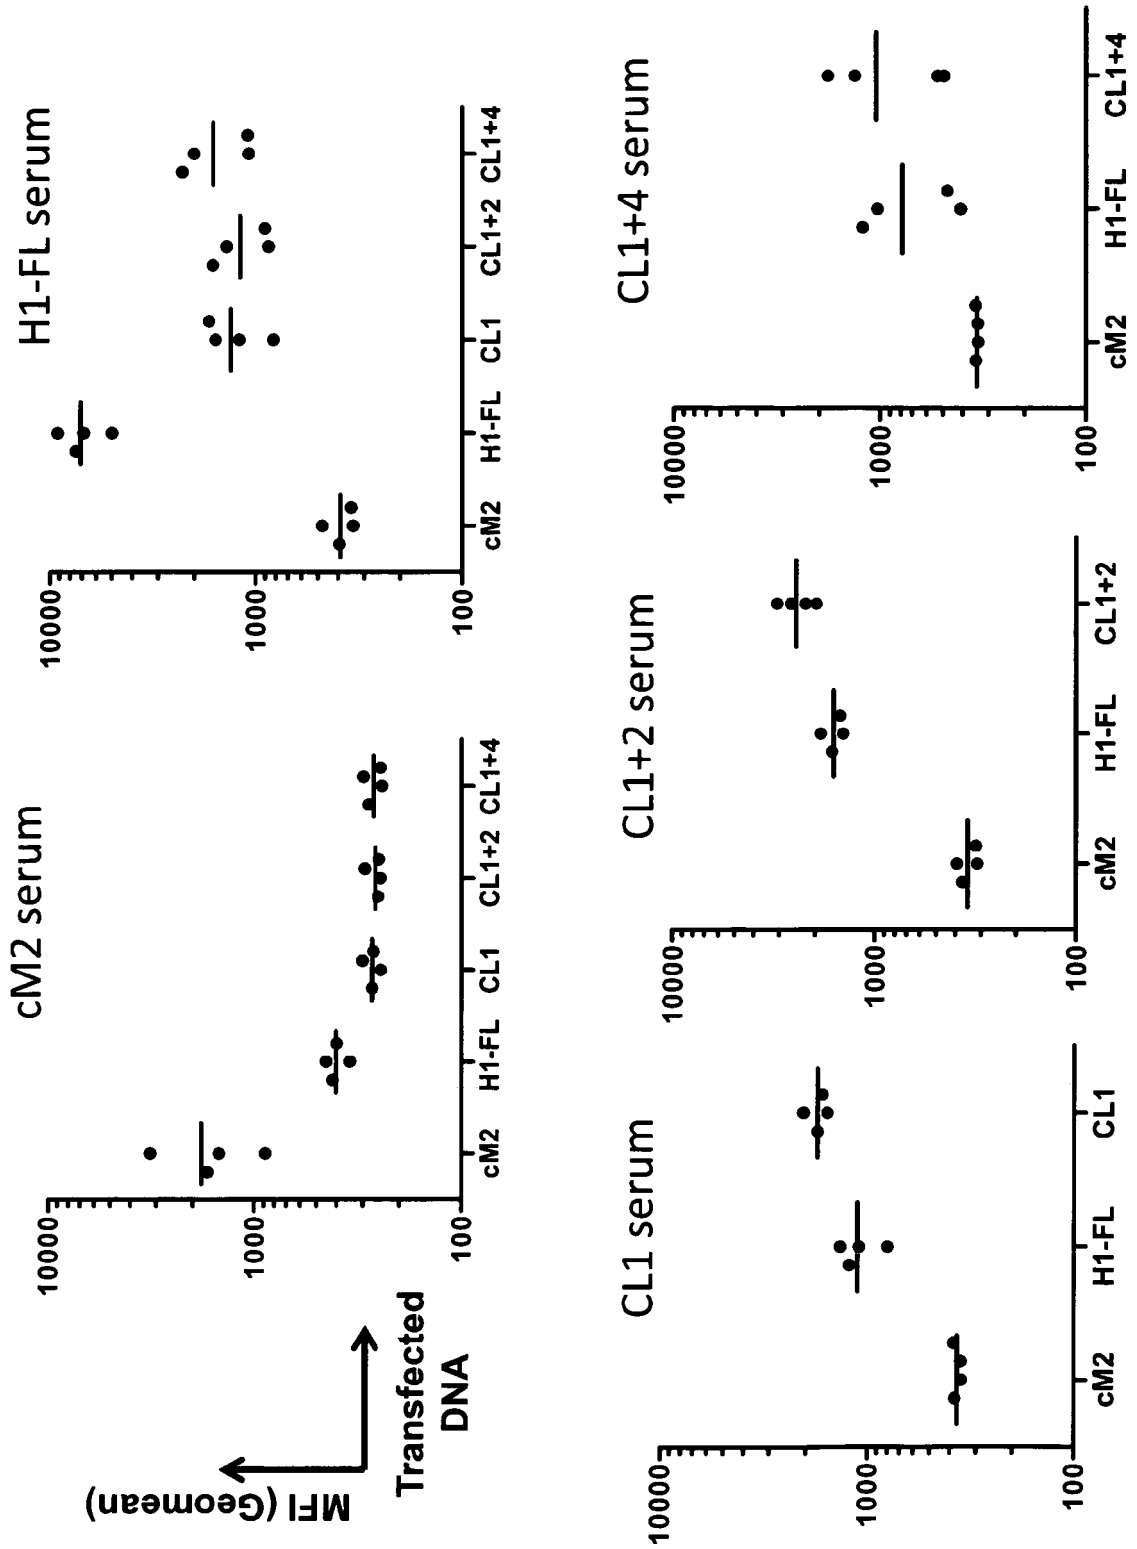 MFI (Geomean)
Transfected
DNA
cM2 serum
10000
1000
100
cM2
H1-FL
CL1
CL1+2
CL1+4
H1-FL serum
10000
1000
100
cM2
H1-FL
CL1
CL1+2
CL1+4
CL1 serum
10000
1000
100
cM2
H1-FL
CL1
CL1+2 serum
10000
1000
100
cM2
H1-FL
CL1+2
CL1+4 serum
10000
1000
100
cM2
H1-FL
CL1+4